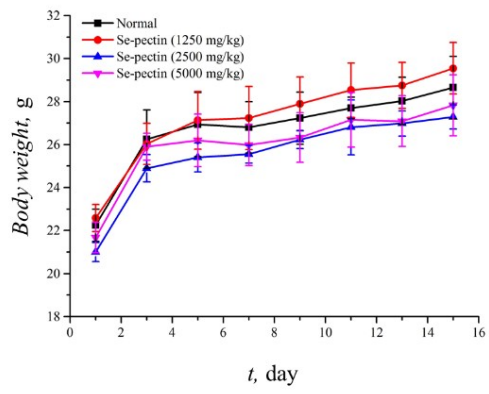 Normal
Se-pectin (1250 mg/kg)
Se-pectin (2500 mg/kg)
Se-pectin (5000 mg/kg)
Body weight, g
32
30
28
26
24
22
20
18
0 2 4 6 8 10 12 14 16
t, day